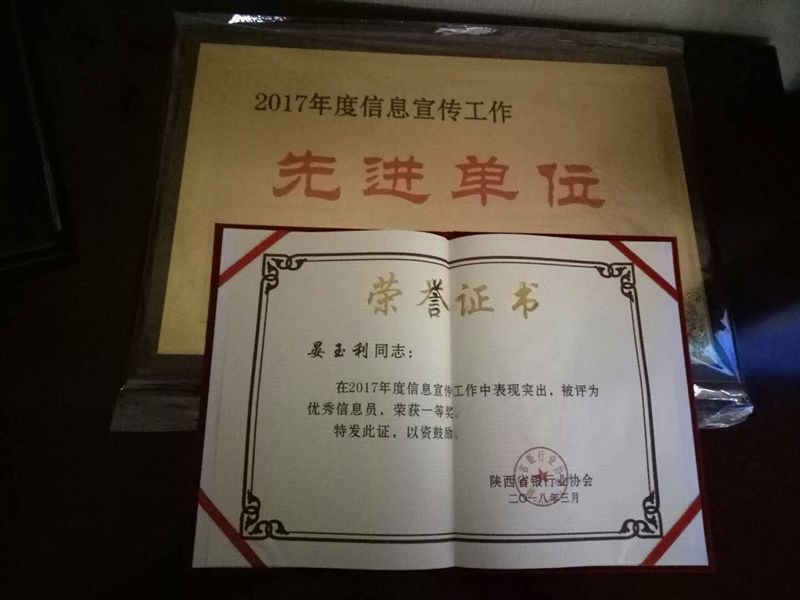 2017年度信息宣传工作
先进单位
荣誉证书
晏玉利同志：
在2017年度信息宣传工作中表现突出，被评为
优秀信息员，荣获一等奖。
特发此证，以资鼓励。
陕西省银行业协会
二〇一八年三月